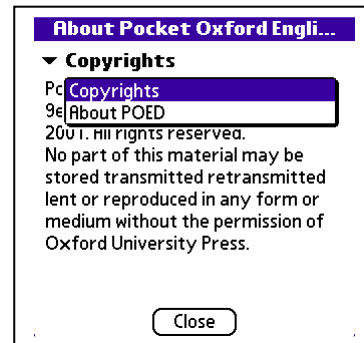 About Pocket Oxford Engli...
Copyrights
Po
Copyrights
9e
About POED
2001. All rights reserved.
No part of this material may be
stored transmitted retransmitted
lent or reproduced in any form or
medium without the permission of
Oxford University Press.
Close